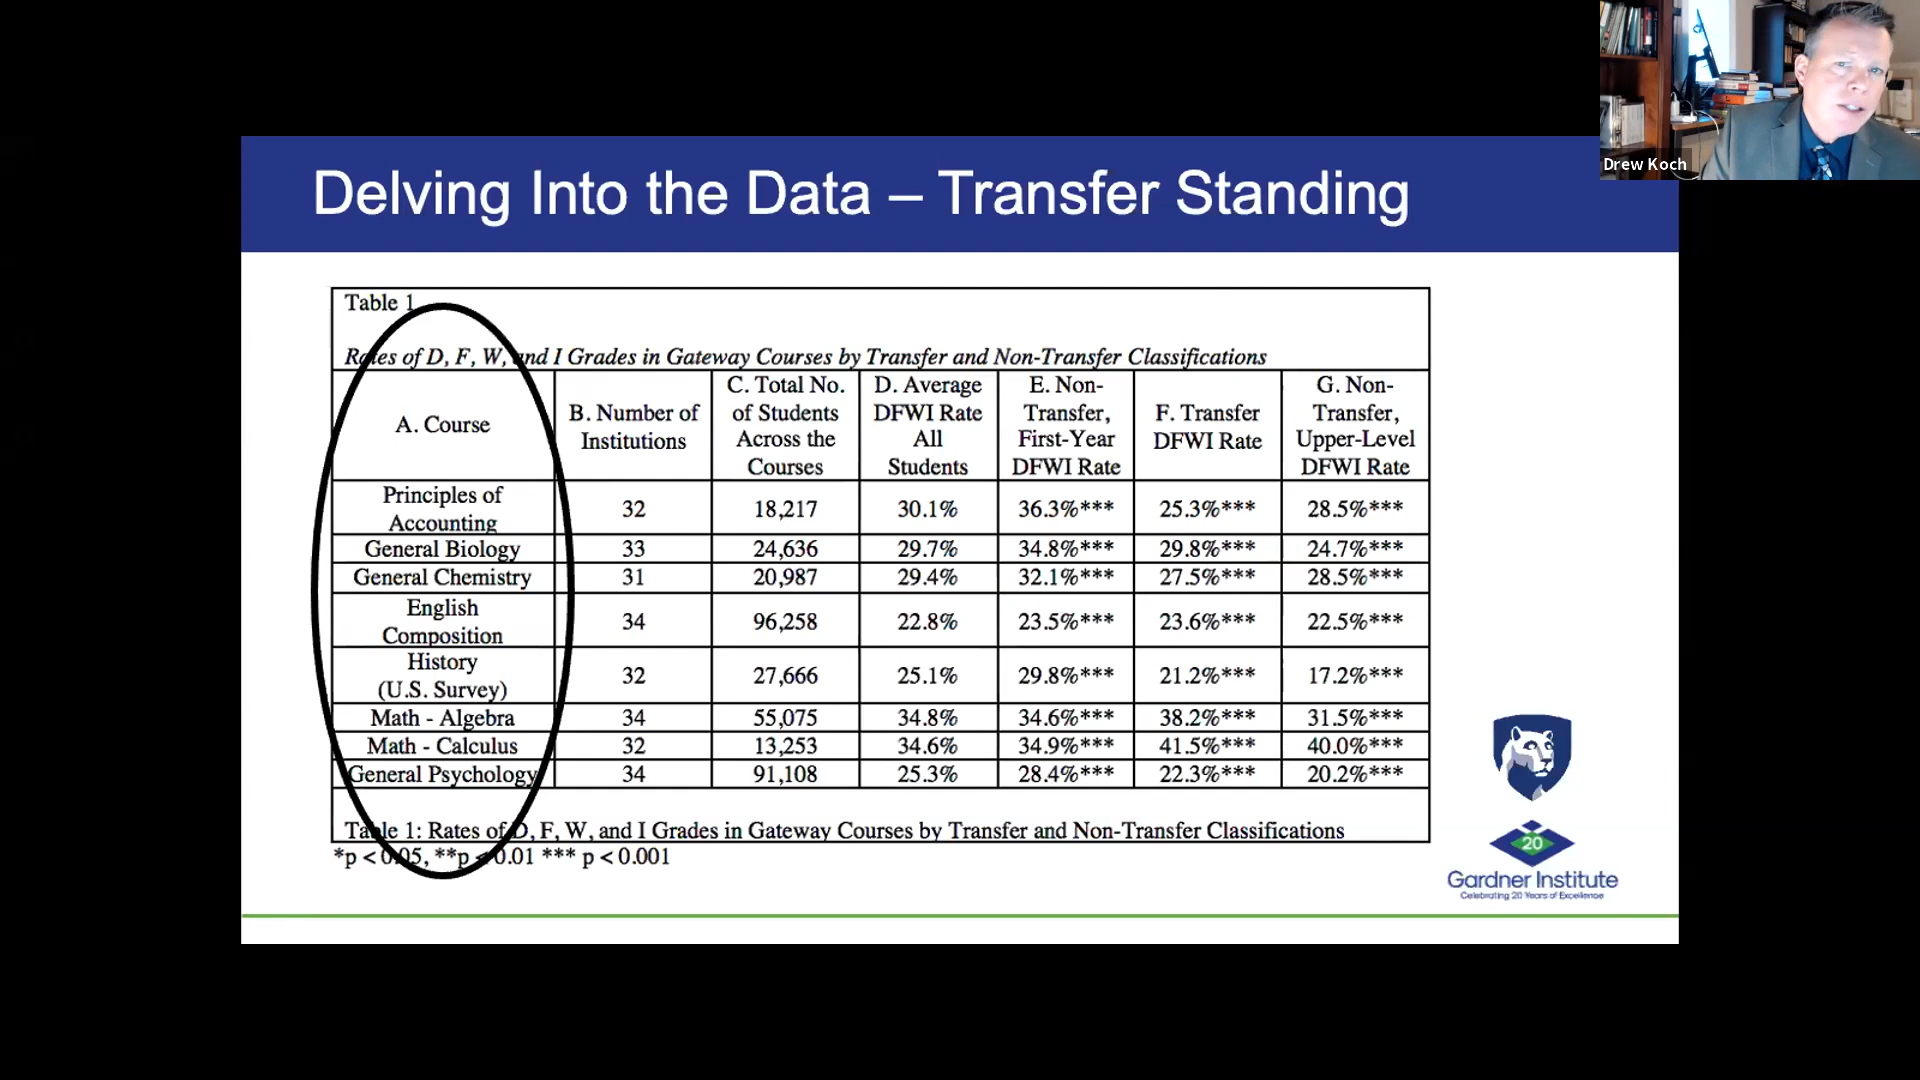 Drew Koch
Delving Into the Data – Transfer Standing
Table 1
Rates of D, F, W, and I Grades in Gateway Courses by Transfer and Non-Transfer Classifications
A. Course
B. Number of
Institutions
C. Total No.
of Students
Across the
Courses
D. Average
DFWI Rate
All
Students
E. Non-
Transfer,
First-Year
DFWI Rate
F. Transfer
DFWI Rate
G. Non-
Transfer,
Upper-Level
DFWI Rate
Principles of
Accounting
32 18,217 30.1% 36.3%*** 25.3%*** 28.5%***
General Biology 33 24,636 29.7% 34.8%*** 29.8%*** 24.7%***
General Chemistry 31 20,987 29.4% 32.1%*** 27.5%*** 28.5%***
English
Composition
34 96,258 22.8% 23.5%*** 23.6%*** 22.5%***
History
(U.S. Survey)
32 27,666 25.1% 29.8%*** 21.2%*** 17.2%***
Math - Algebra 34 55,075 34.8% 34.6%*** 38.2%*** 31.5%***
Math - Calculus 32 13,253 34.6% 34.9%*** 41.5%*** 40.0%***
General Psychology 34 91,108 25.3% 28.4%*** 22.3%*** 20.2%***
Table 1: Rates of D, F, W, and I Grades in Gateway Courses by Transfer and Non-Transfer Classifications
*p < 0.05, **p < 0.01 *** p < 0.001
20
Gardner Institute
Celebrating 20 Years of Excellence